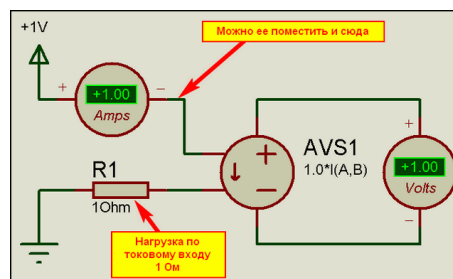 Можно ее поместить и сюда
+1V
+
−
+1.00
Amps
R1
1Ohm
AVS1
1.0*I(A,B)
+
−
+
+1.00
Volts
−
Нагрузка по
токовому входу
1 Ом